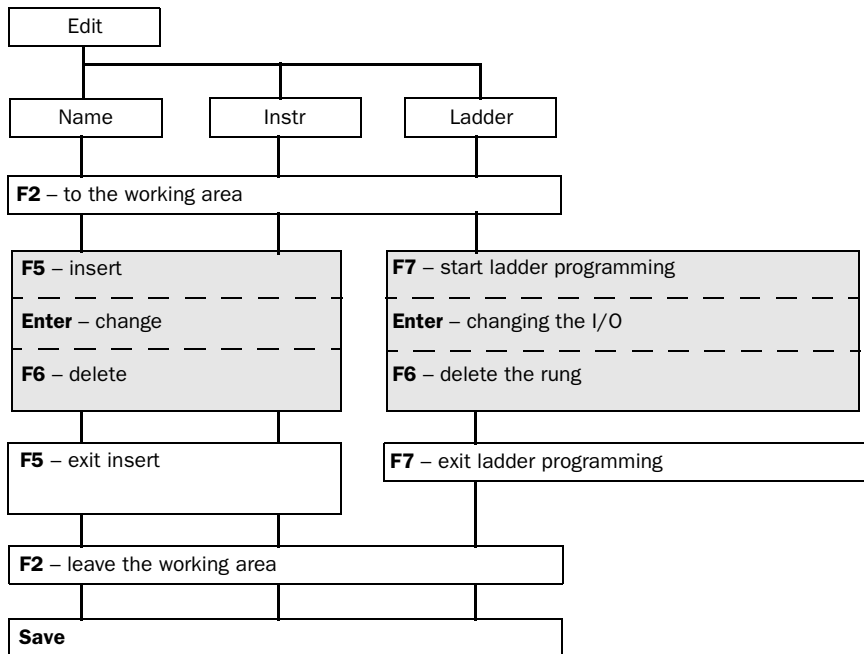 Edit
Name
Instr
Ladder
F2 – to the working area
F5 – insert
Enter – change
F6 – delete
F7 – start ladder programming
Enter – changing the I/O
F6 – delete the rung
F5 – exit insert
F7 – exit ladder programming
F2 – leave the working area
Save